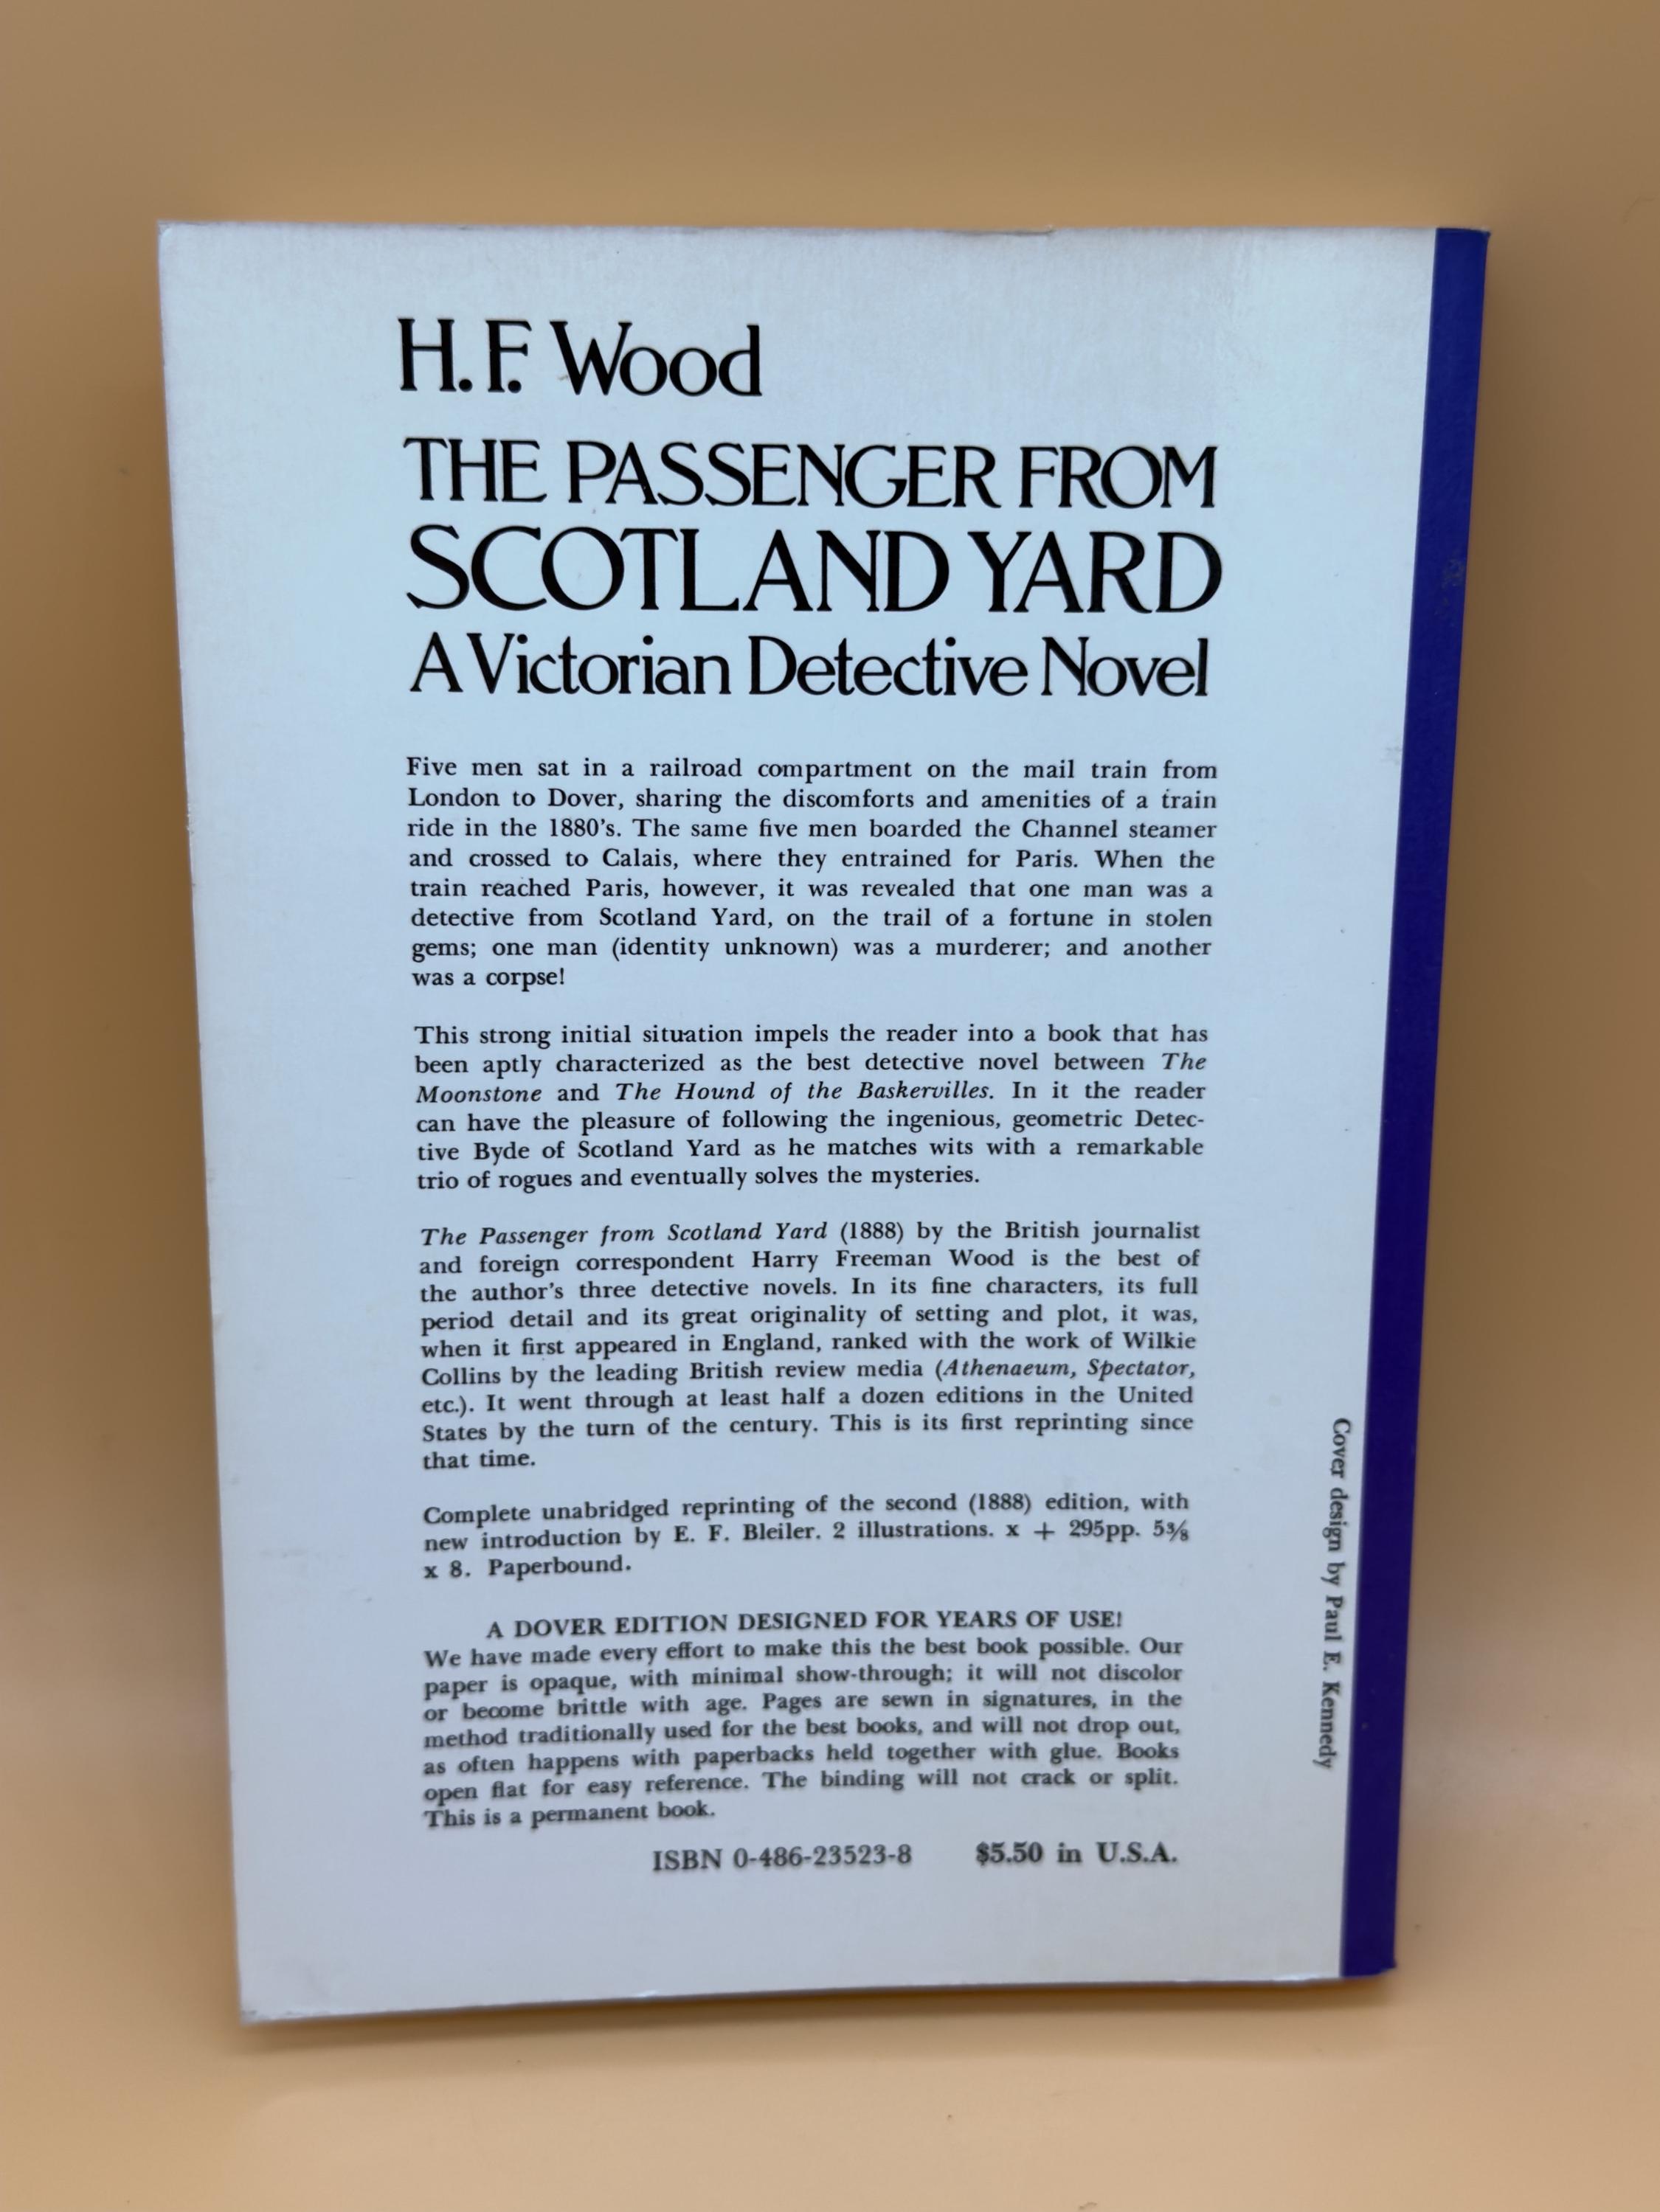 H. F. Wood
THE PASSENGER FROM
SCOTLAND YARD
A Victorian Detective Novel
Five men sat in a railroad compartment on the mail train from
London to Dover, sharing the discomforts and amenities of a train
ride in the 1880's. The same five men boarded the Channel steamer
and crossed to Calais, where they entrained for Paris. When the
train reached Paris, however, it was revealed that one man was a
detective from Scotland Yard, on the trail of a fortune in stolen
gems; one man (identity unknown) was a murderer; and another
was a corpse!
This strong initial situation impels the reader into a book that has
been aptly characterized as the best detective novel between The
Moonstone and The Hound of the Baskervilles. In it the reader
can have the pleasure of following the ingenious, geometric Detec-
tive Byde of Scotland Yard as he matches wits with a remarkable
trio of rogues and eventually solves the mysteries.
The Passenger from Scotland Yard (1888) by the British journalist
and foreign correspondent Harry Freeman Wood is the best of
the author's three detective novels. In its fine characters, its full
period detail and its great originality of setting and plot, it was,
when it first appeared in England, ranked with the work of Wilkie
Collins by the leading British review media (Athenaeum, Spectator,
etc.). It went through at least half a dozen editions in the United
States by the turn of the century. This is its first reprinting since
that time.
Complete unabridged reprinting of the second (1888) edition, with
new introduction by E. F. Bleiler. 2 illustrations. x + 295pp. 5⅜
x 8. Paperbound.
A DOVER EDITION DESIGNED FOR YEARS OF USE!
We have made every effort to make this the best book possible. Our
paper is opaque, with minimal show-through; it will not discolor
or become brittle with age. Pages are sewn in signatures, in the
method traditionally used for the best books, and will not drop out,
as often happens with paperbacks held together with glue. Books
open flat for easy reference. The binding will not crack or split.
This is a permanent book.
ISBN 0-486-23523-8 $5.50 in U.S.A.
Cover design by Paul E. Kennedy